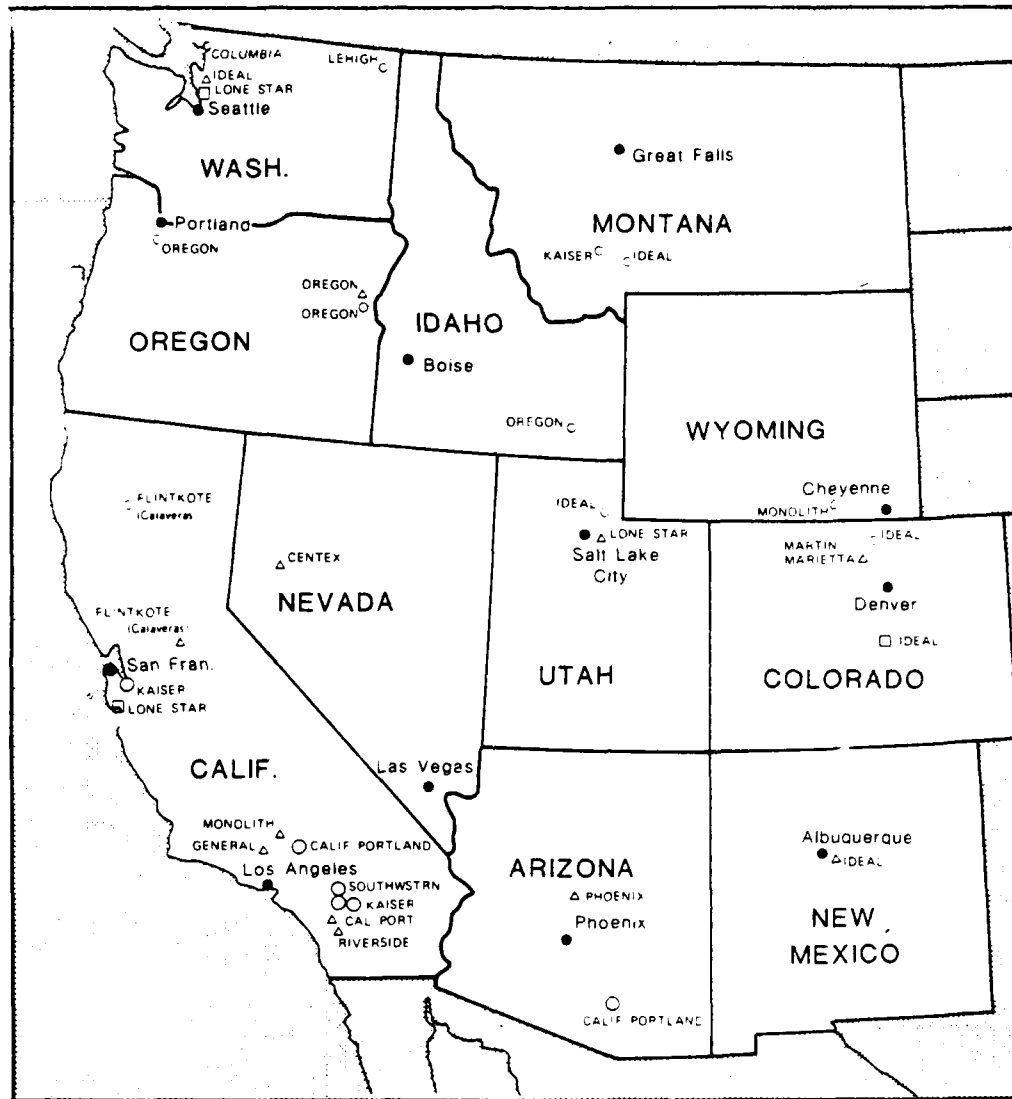 COLUMBIA
IDEAL
LONE STAR
Seattle
LEHIGH
WASH.
Great Falls
MONTANA
KAISER
IDEAL
Portland
OREGON
OREGON
OREGON
OREGON
IDAHO
Boise
OREGON
WYOMING
Cheyenne
MONOLITH
FLINTKOTE
(Calaveras
CENTEX
NEVADA
IDEAL
LONE STAR
Salt Lake
City
UTAH
IDEAL
MARTIN
MARIETTA
Denver
IDEAL
COLORADO
FLINTKOTE
(Calaveras)
San Fran.
KAISER
LONE STAR
CALIF.
Las Vegas
MONOLITH
GENERAL
CALIF PORTLAND
Los Angeles
SOUTHWSTRN
KAISER
CAL PORT
RIVERSIDE
ARIZONA
PHOENIX
Phoenix
CALIF PORTLAND
Albuquerque
IDEAL
NEW
MEXICO